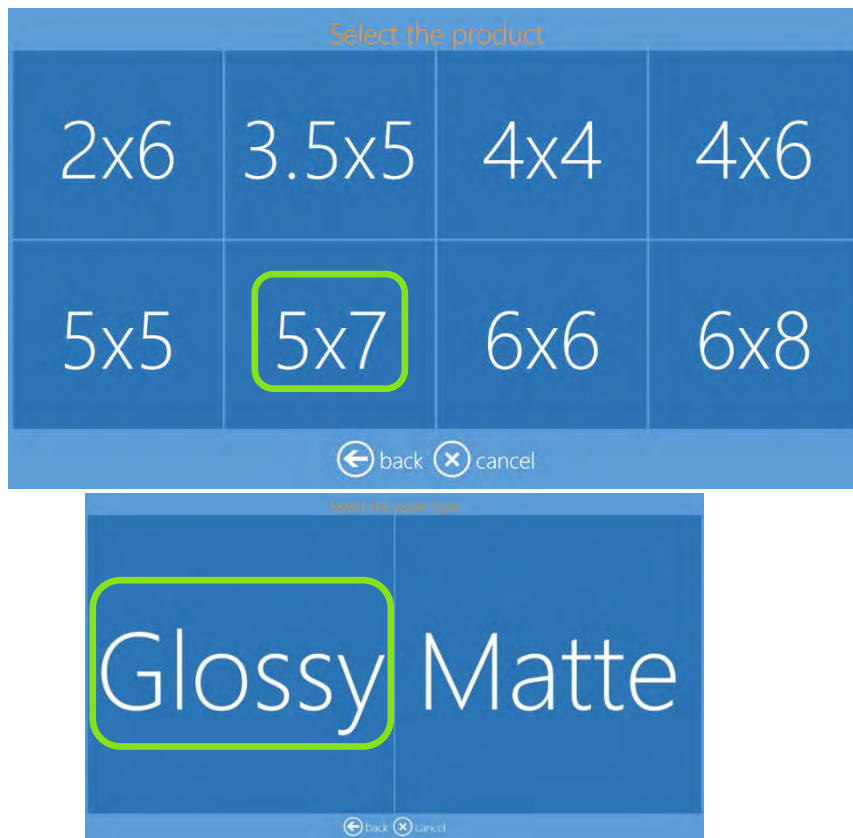 Select the product
2x6 3.5x5 4x4 4x6
5x5 5x7 6x6 6x8
back cancel
Select the paper type
Glossy Matte
back cancel